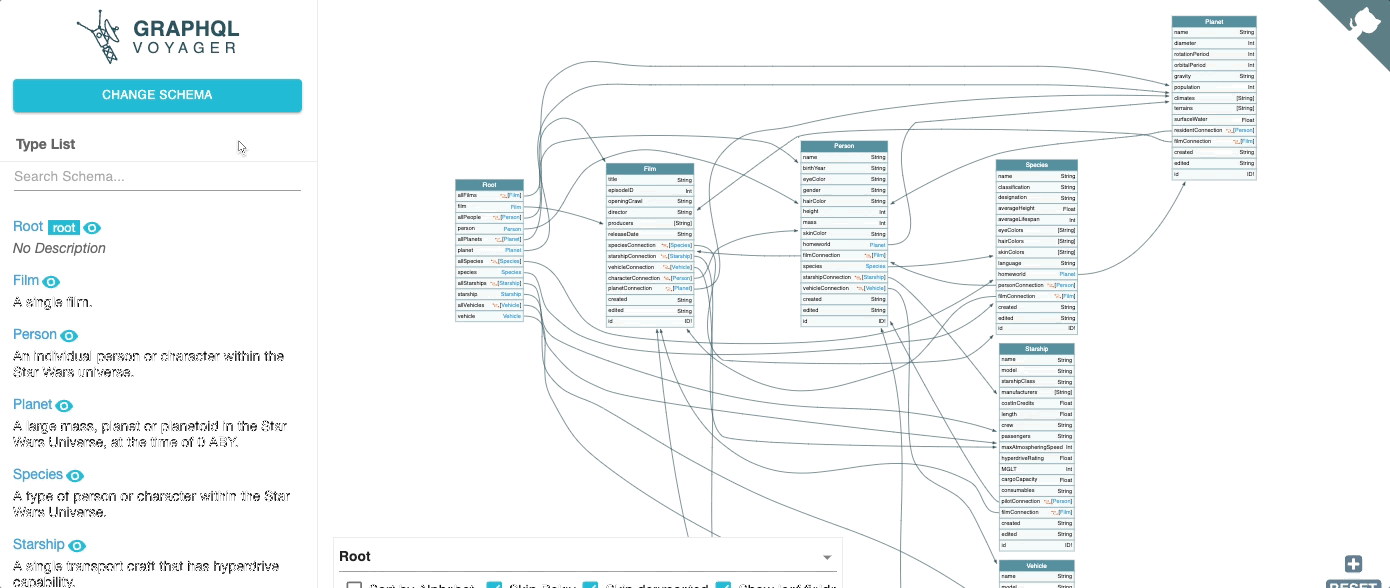 GRAPHQL
VOYAGER
CHANGE SCHEMA
Type List
Search Schema...
Root root
No Description
Film
A single film.
Person
An individual person or character within the
Star Wars universe.
Planet
A large mass, planet or planetoid in the Star
Wars Universe, at the time of 0 ABY.
Species
A type of person or character within the Star
Wars Universe.
Starship
A single transport craft that has hyperdrive
capability.
Root
allFilms [Film]
film Film
allPeople [Person]
person Person
allPlanets [Planet]
planet Planet
allSpecies [Species]
species Species
allStarships [Starship]
starship Starship
allVehicles [Vehicle]
vehicle Vehicle
Film
title String
episodeID Int
openingCrawl String
director String
producers [String]
releaseDate String
speciesConnection [Species]
starshipConnection [Starship]
vehicleConnection [Vehicle]
characterConnection [Person]
planetConnection [Planet]
created String
edited String
id ID!
Person
name String
birthYear String
eyeColor String
gender String
hairColor String
height Int
mass Int
skinColor String
homeworld Planet
filmConnection [Film]
species Species
starshipConnection [Starship]
vehicleConnection [Vehicle]
created String
edited String
id ID!
Species
name String
classification String
designation String
averageHeight Float
averageLifespan Int
eyeColors [String]
hairColors [String]
skinColors [String]
language String
homeworld Planet
personConnection [Person]
filmConnection [Film]
created String
edited String
id ID!
Planet
name String
diameter Int
rotationPeriod Int
orbitalPeriod Int
gravity String
population Int
climates [String]
terrains [String]
surfaceWater Float
residentConnection [Person]
filmConnection [Film]
created String
edited String
id ID!
Starship
name String
model String
starshipClass String
manufacturers [String]
costInCredits Float
length Float
crew String
passengers String
maxAtmospheringSpeed Int
hyperdriveRating Float
MGLT Int
cargoCapacity Float
consumables String
pilotConnection [Person]
filmConnection [Film]
created String
edited String
id ID!
Vehicle
name String
model String
Root
Sort by Alphabet Skip Relay Skip deprecated Show leaf fields
RESET